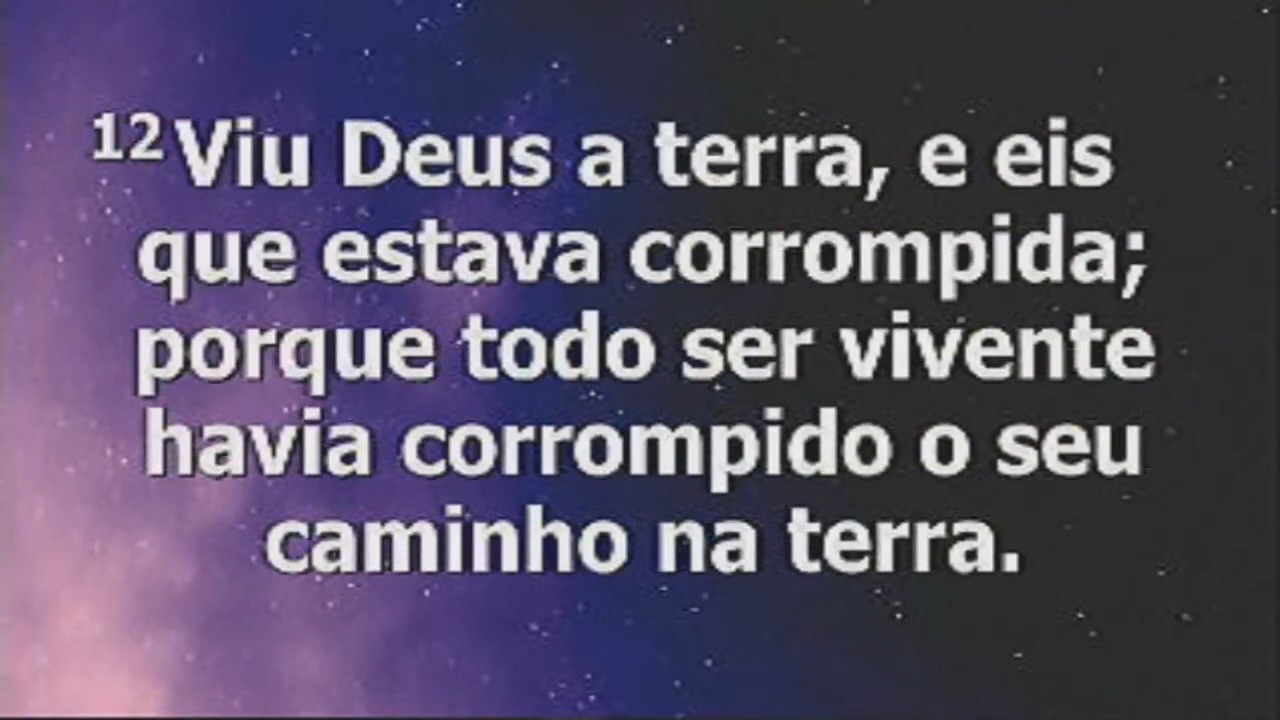 12 Viu Deus a terra, e eis
que estava corrompida;
porque todo ser vivente
havia corrompido o seu
caminho na terra.